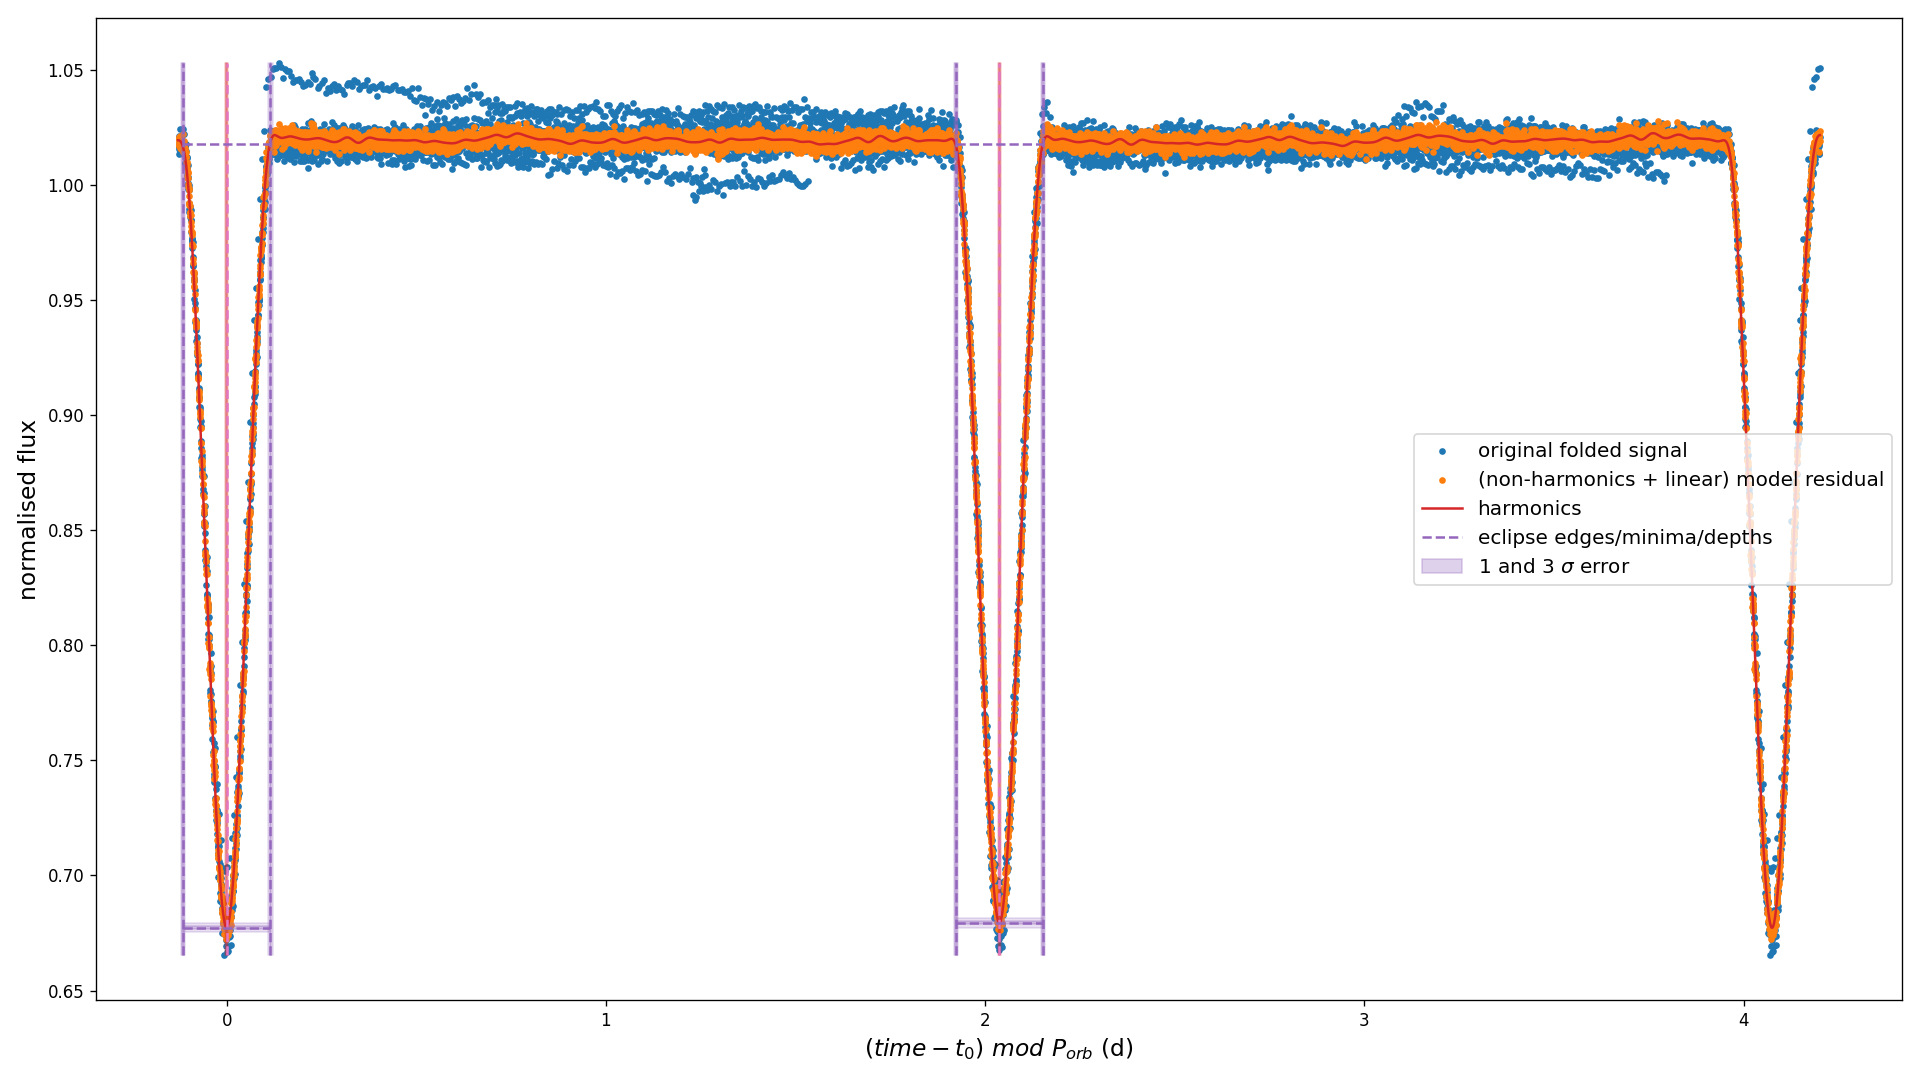 1.05
1.00
0.95
0.90
0.85
0.80
0.75
0.70
0.65
normalised flux
original folded signal
(non-harmonics + linear) model residual
harmonics
eclipse edges/minima/depths
1 and 3 σ error
0 1 2 3 4
(time − t₀) mod P_orb (d)